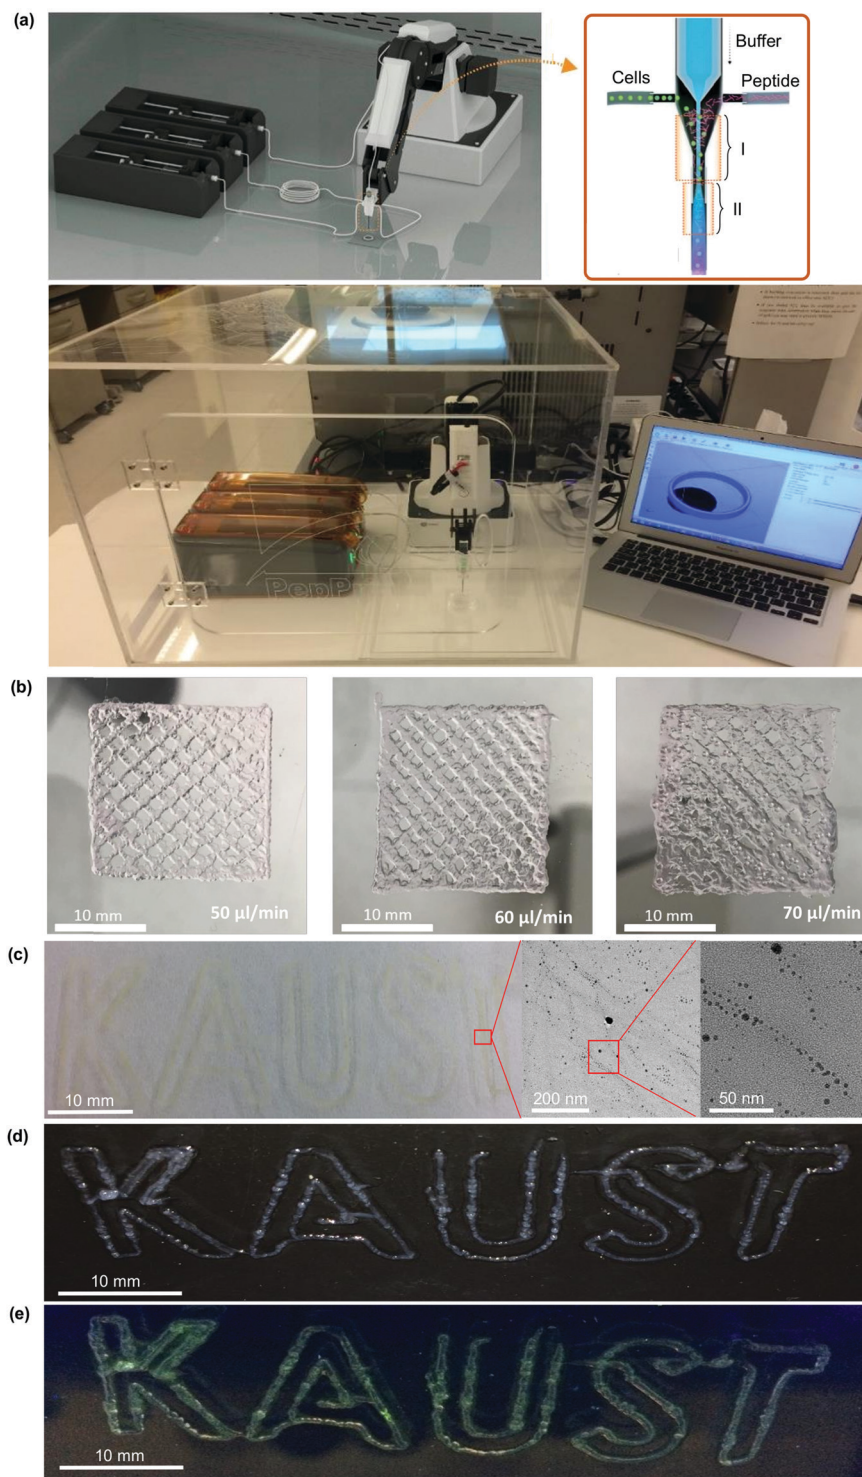 (a)
Buffer
Cells
Peptide
I
II
PepP
(b)
10 mm
50 µl/min
10 mm
60 µl/min
10 mm
70 µl/min
(c)
KAUST
10 mm
200 nm
50 nm
(d)
KAUST
10 mm
(e)
KAUST
10 mm